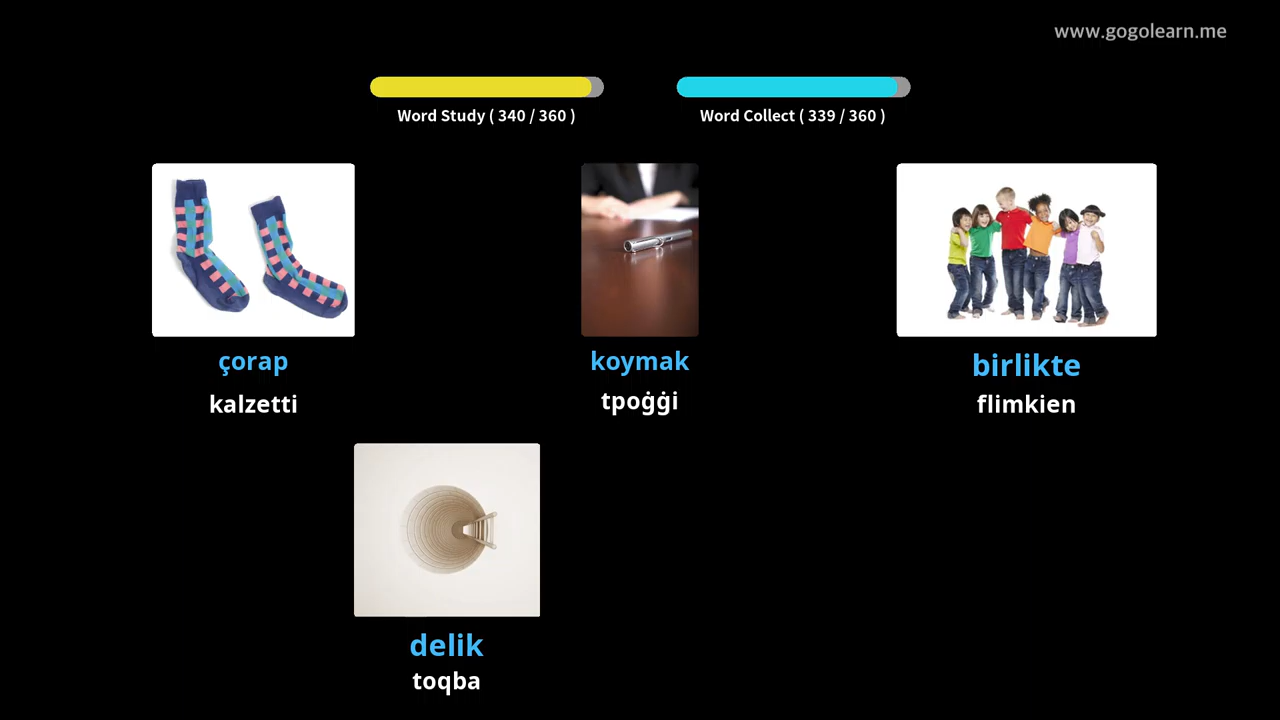 www.gogolearn.me
Word Study ( 340 / 360 )
Word Collect ( 339 / 360 )
çorap
kalzetti
koymak
tpoġġi
birlikte
flimkien
delik
toqba